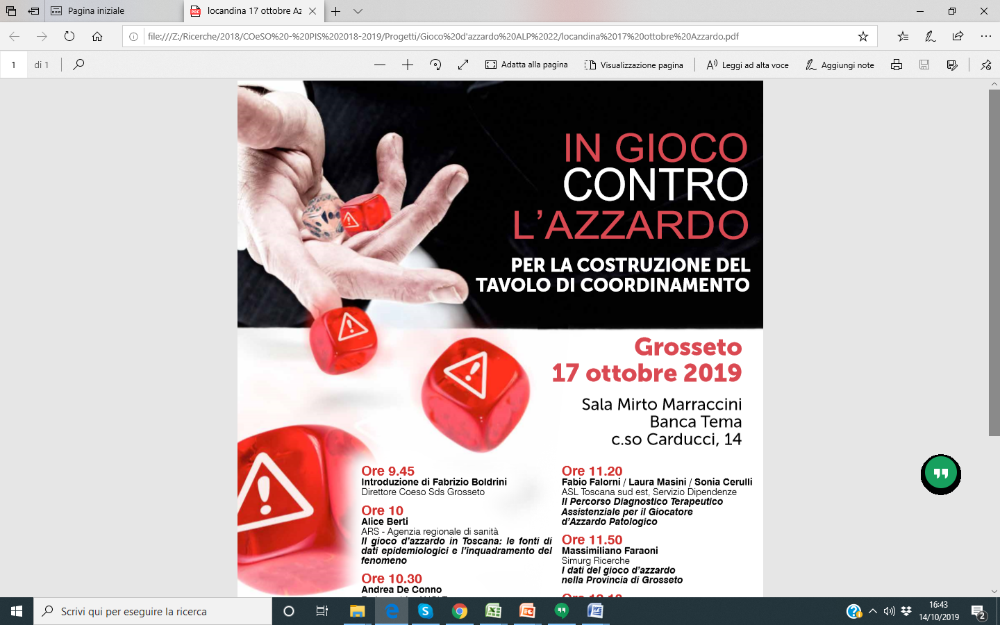 Pagina iniziale
locandina 17 ottobre Az
file:///Z:/Ricerche/2018/COeSO%20-%20PIS%202018-2019/Progetti/Gioco%20d'azzardo%20ALP%2022/locandina%2017%20ottobre%20Azzardo.pdf
1 di 1
Adatta alla pagina
Visualizzazione pagina
Leggi ad alta voce
Aggiungi note
IN GIOCO
CONTRO
L'AZZARDO
PER LA COSTRUZIONE DEL
TAVOLO DI COORDINAMENTO
Grosseto
17 ottobre 2019
Sala Mirto Marraccini
Banca Tema
c.so Carducci, 14
Ore 9.45
Introduzione di Fabrizio Boldrini
Direttore Coeso Sds Grosseto
Ore 10
Alice Berti
ARS - Agenzia regionale di sanità
Il gioco d'azzardo in Toscana: le fonti di
dati epidemiologici e l'inquadramento del
fenomeno
Ore 10.30
Andrea De Conno
Ore 11.20
Fabio Falorni / Laura Masini / Sonia Cerulli
ASL Toscana sud est, Servizio Dipendenze
Il Percorso Diagnostico Terapeutico
Assistenziale per il Giocatore
d'Azzardo Patologico
Ore 11.50
Massimiliano Faraoni
Simurg Ricerche
I dati del gioco d'azzardo
nella Provincia di Grosseto
Scrivi qui per eseguire la ricerca
16:43
14/10/2019
2